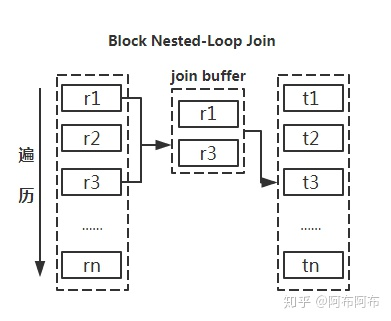 Block Nested-Loop Join
join buffer
遍
历
r1
r2
r3
......
rn
r1
r3
t1
t2
t3
......
tn
知乎 @阿布阿布